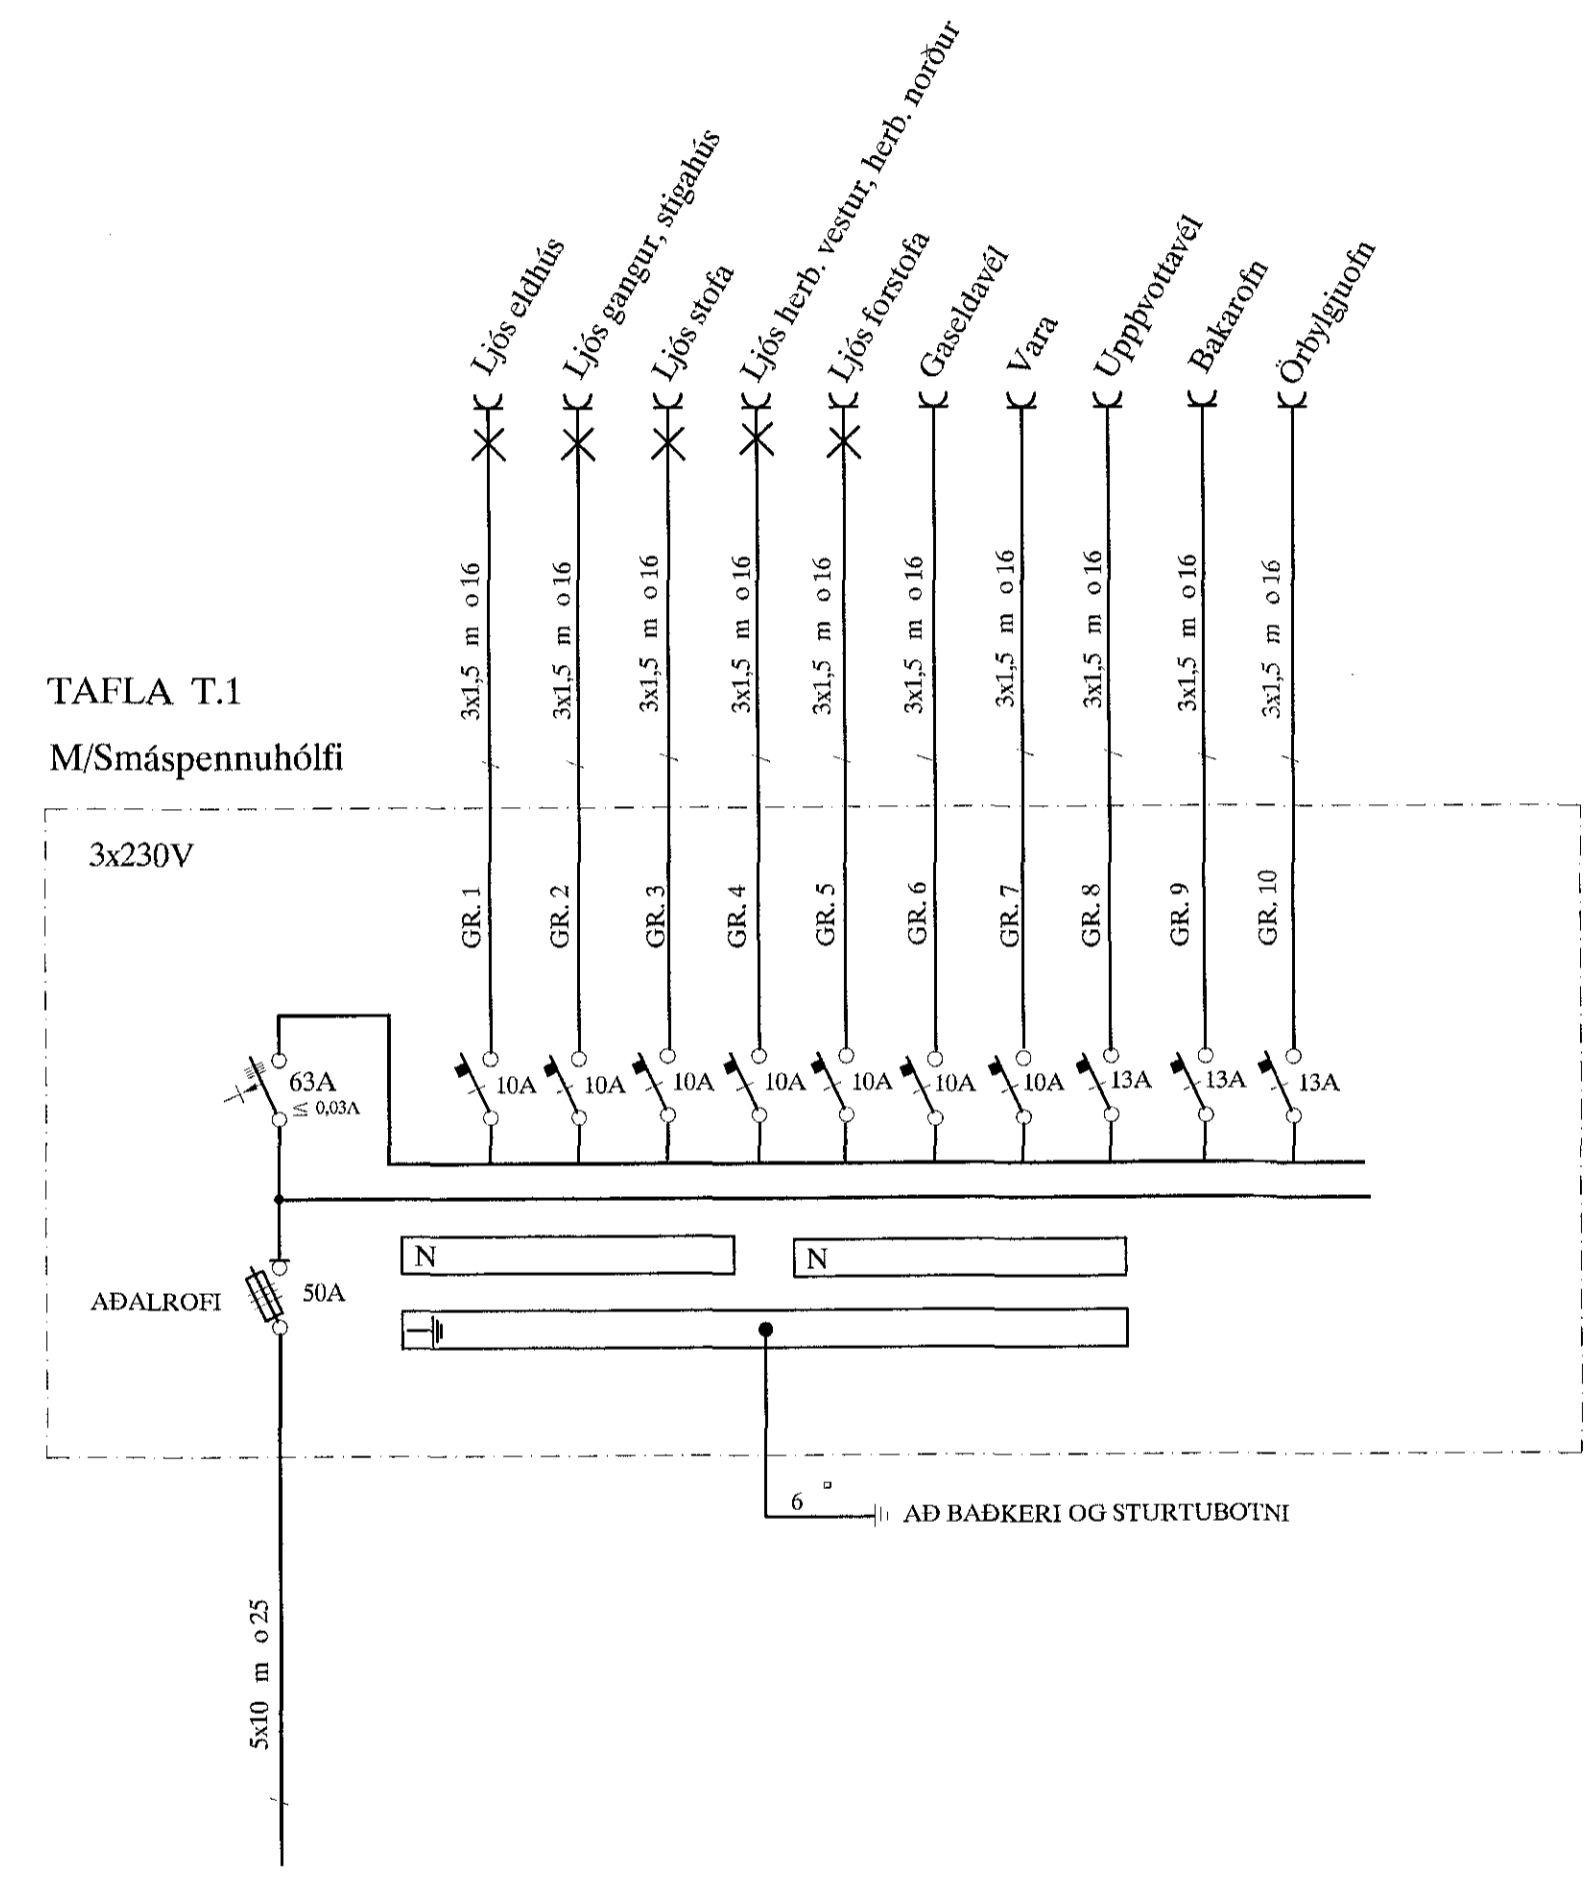 Ljós eldhús
Ljós gangur, stigahús
Ljós stofa
Ljós herb. vestur, herb. norður
Ljós forstofa
Gaseldavél
Vara
Uppþvottavél
Bakarofn
Örbylgjuofn
3x1,5 m o 16
3x1,5 m o 16
3x1,5 m o 16
3x1,5 m o 16
3x1,5 m o 16
3x1,5 m o 16
3x1,5 m o 16
3x1,5 m o 16
3x1,5 m o 16
3x1,5 m o 16
TAFLA T.1
M/Smáspennuhólfi
3x230V
GR. 1
GR. 2
GR. 3
GR. 4
GR. 5
GR. 6
GR. 7
GR. 8
GR. 9
GR. 10
63A
≤ 0,03A
10A
10A
10A
10A
10A
10A
10A
13A
13A
13A
N
N
AÐALROFI
50A
6 □
AÐ BAÐKERI OG STURTUBOTNI
5x10 m o 25